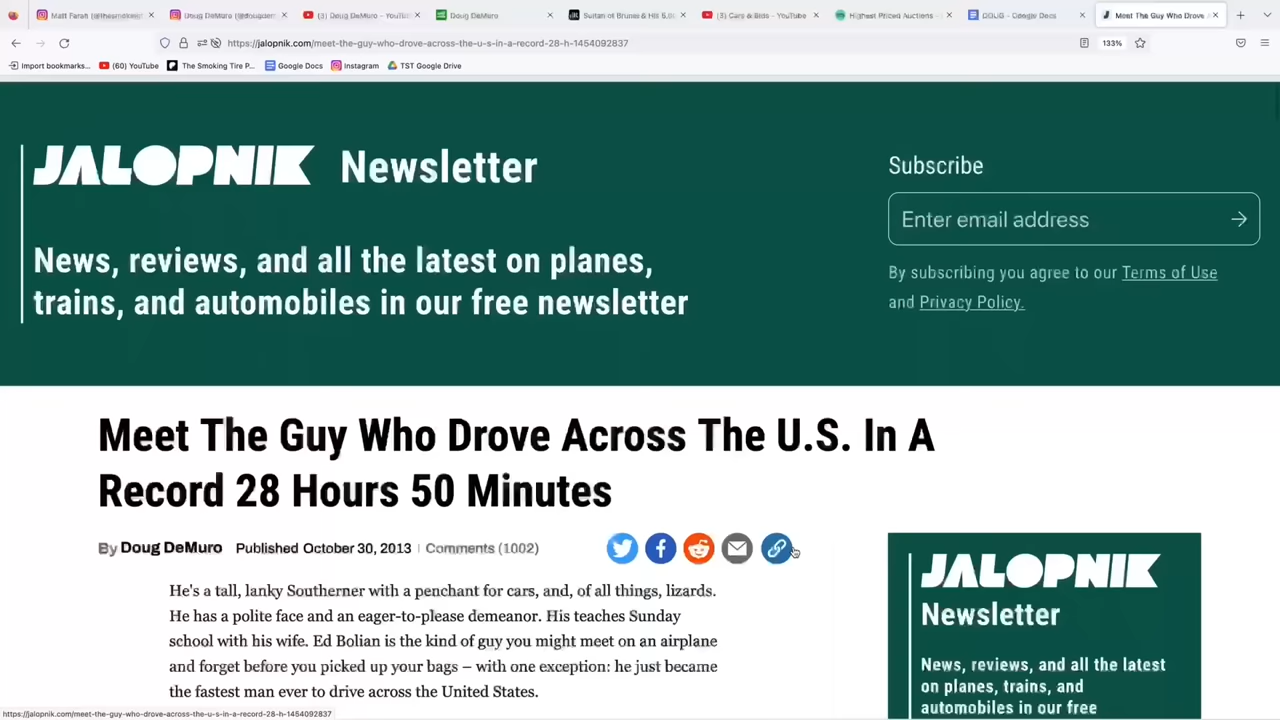 Matt Farah (@thesmoki
Doug DeMuro (@dougdem
(3) Doug DeMuro - YouTu
Doug DeMuro
Sultan of Brunei & His 5,0
(3) Cars & Bids - YouTube
Highest Priced Auctions -
DOUG - Google Docs
Meet The Guy Who Drove
https://jalopnik.com/meet-the-guy-who-drove-across-the-u-s-in-a-record-28-h-1454092837
133%
Import bookmarks...
(60) YouTube
The Smoking Tire P...
Google Docs
Instagram
TST Google Drive
JALOPNIK Newsletter
News, reviews, and all the latest on planes,
trains, and automobiles in our free newsletter
Subscribe
Enter email address
By subscribing you agree to our Terms of Use
and Privacy Policy.
Meet The Guy Who Drove Across The U.S. In A
Record 28 Hours 50 Minutes
By Doug DeMuro Published October 30, 2013 | Comments (1002)
He's a tall, lanky Southerner with a penchant for cars, and, of all things, lizards.
He has a polite face and an eager-to-please demeanor. His teaches Sunday
school with his wife. Ed Bolian is the kind of guy you might meet on an airplane
and forget before you picked up your bags – with one exception: he just became
the fastest man ever to drive across the United States.
JALOPNIK
Newsletter
News, reviews, and all the latest
on planes, trains, and
automobiles in our free
https://jalopnik.com/meet-the-guy-who-drove-across-the-u-s-in-a-record-28-h-1454092837